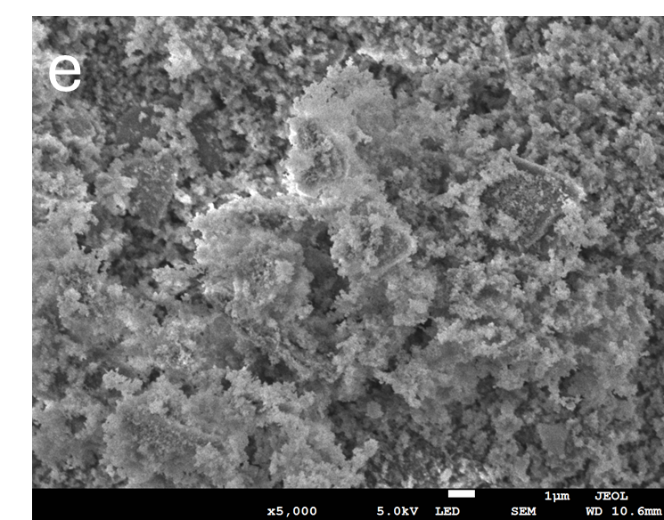 e
1μm JEOL
x5,000 5.0kV LED SEM WD 10.6mm